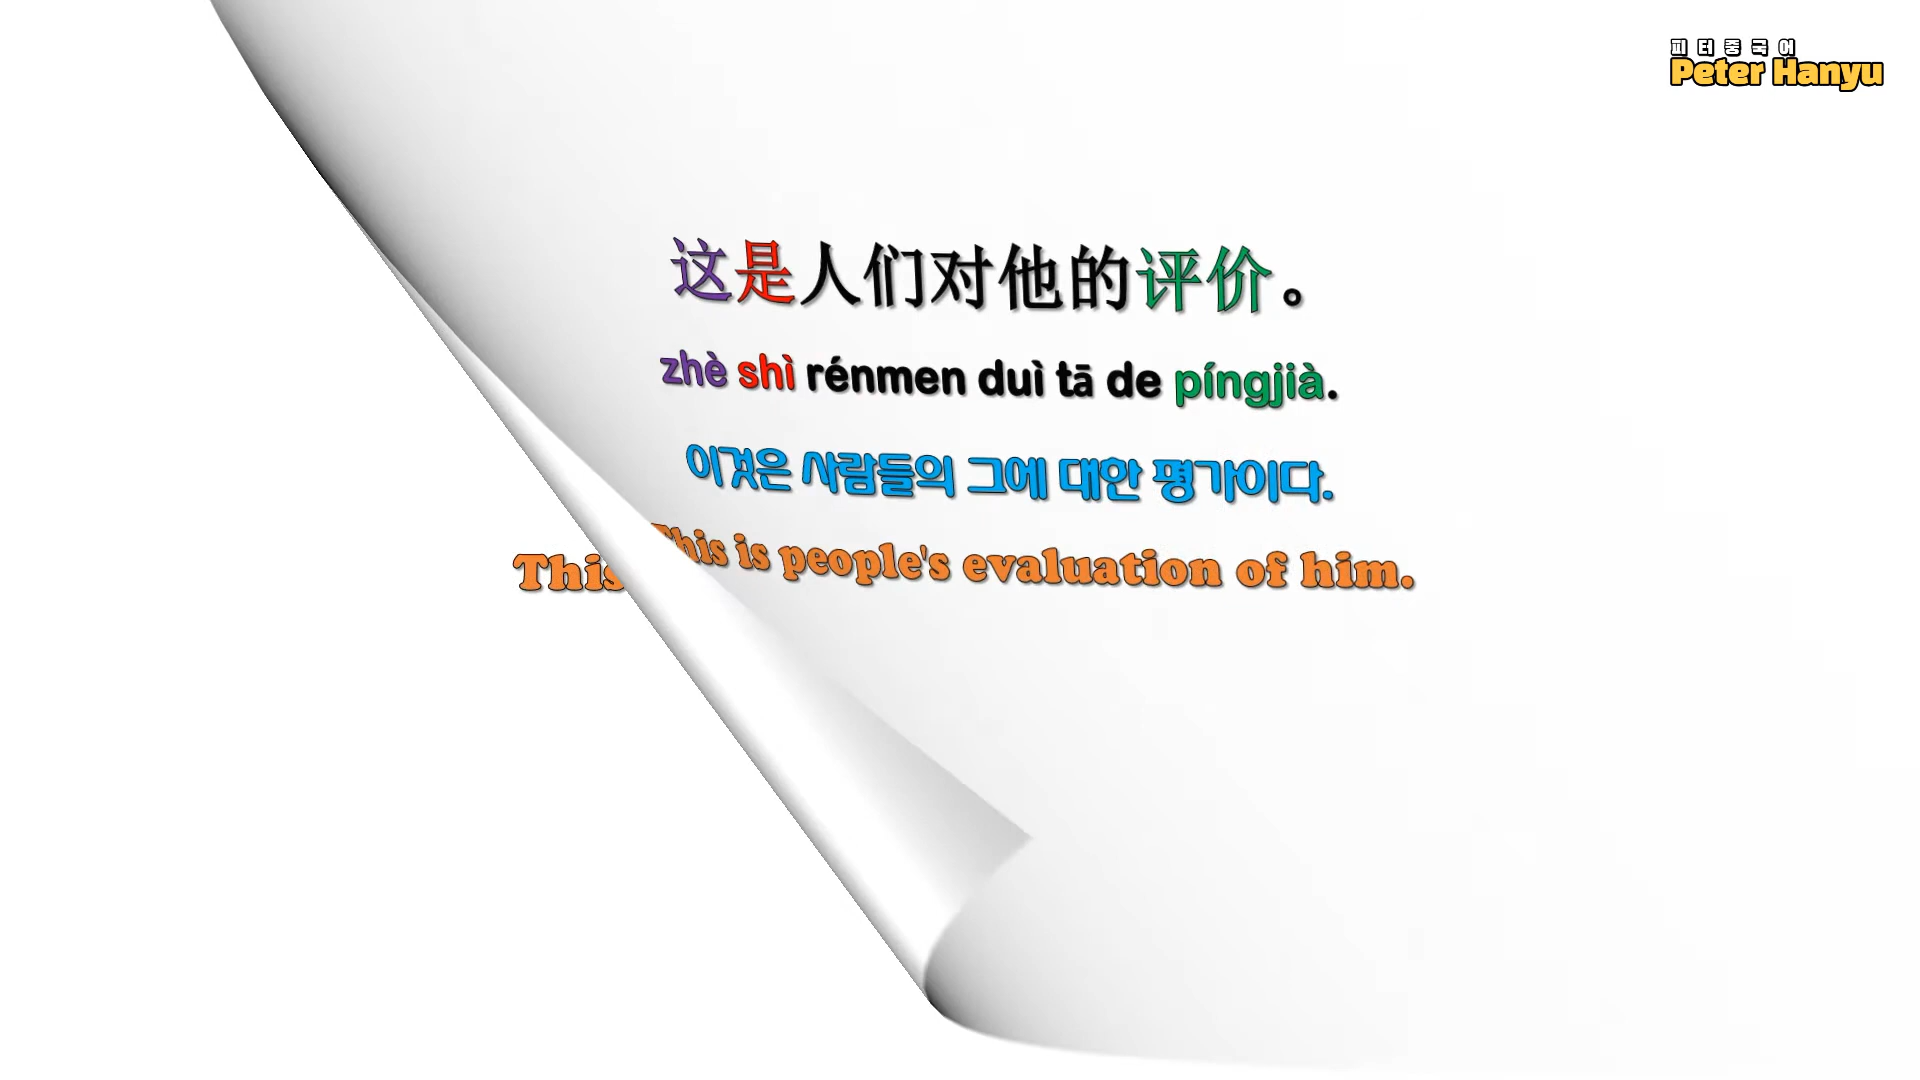 피터중국어
Peter Hanyu
这是人们对他的评价。
zhè shì rénmen duì tā de píngjià.
이것은 사람들의 그에 대한 평가이다.
This is people's evaluation of him.
This